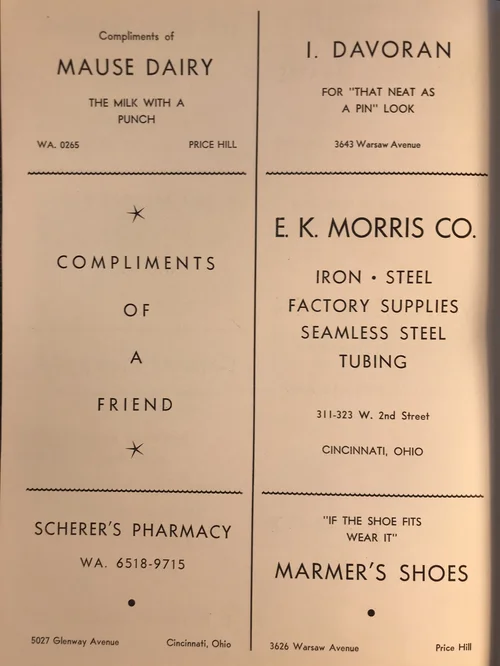 Compliments of
MAUSE DAIRY
THE MILK WITH A
PUNCH
WA. 0265 PRICE HILL
COMPLIMENTS
OF
A
FRIEND
SCHERER'S PHARMACY
WA. 6518-9715
5027 Glenway Avenue Cincinnati, Ohio
I. DAVORAN
FOR "THAT NEAT AS
A PIN" LOOK
3643 Warsaw Avenue
E. K. MORRIS CO.
IRON • STEEL
FACTORY SUPPLIES
SEAMLESS STEEL
TUBING
311-323 W. 2nd Street
CINCINNATI, OHIO
"IF THE SHOE FITS
WEAR IT"
MARMER'S SHOES
3626 Warsaw Avenue Price Hill